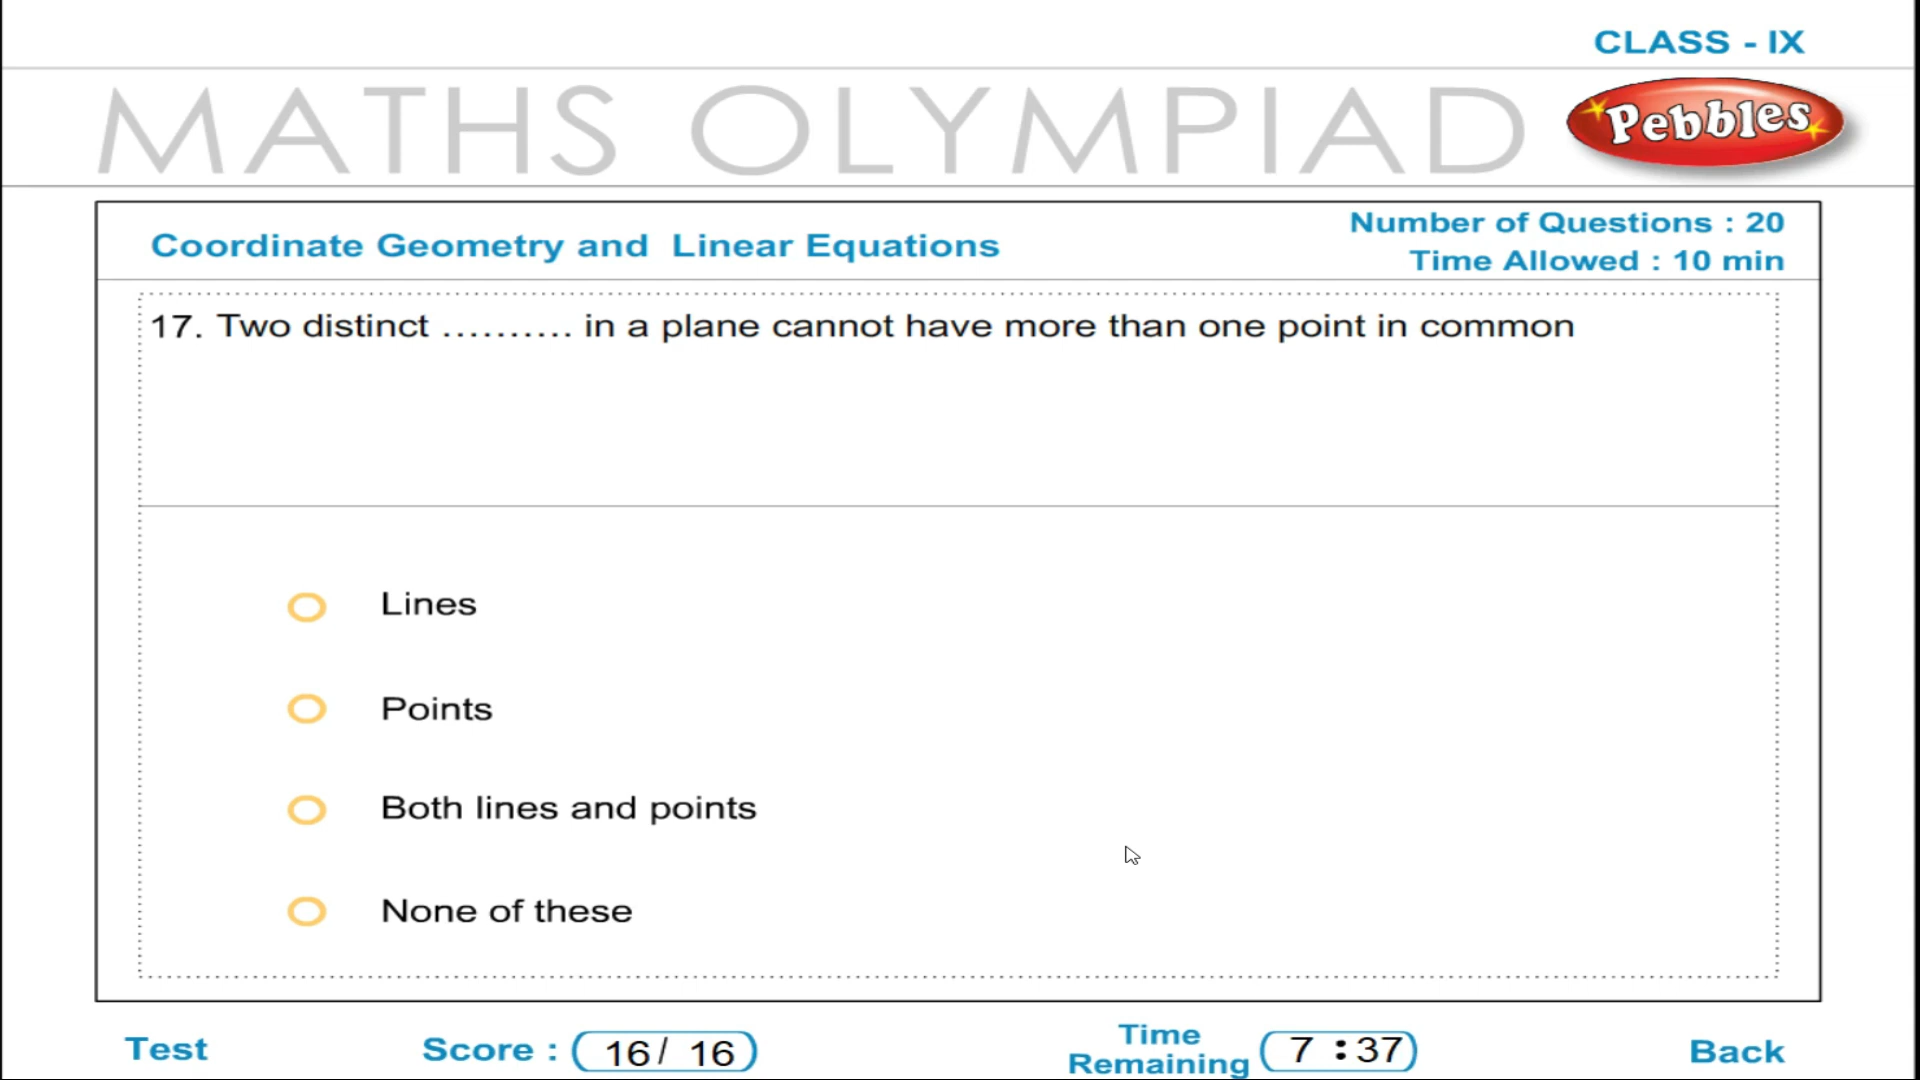 CLASS - IX
MATHS OLYMPIAD
Pebbles
Coordinate Geometry and Linear Equations
Number of Questions : 20
Time Allowed : 10 min
17. Two distinct .......... in a plane cannot have more than one point in common
Lines
Points
Both lines and points
None of these
Test
Score : 16/ 16
Time
Remaining 7 :37
Back